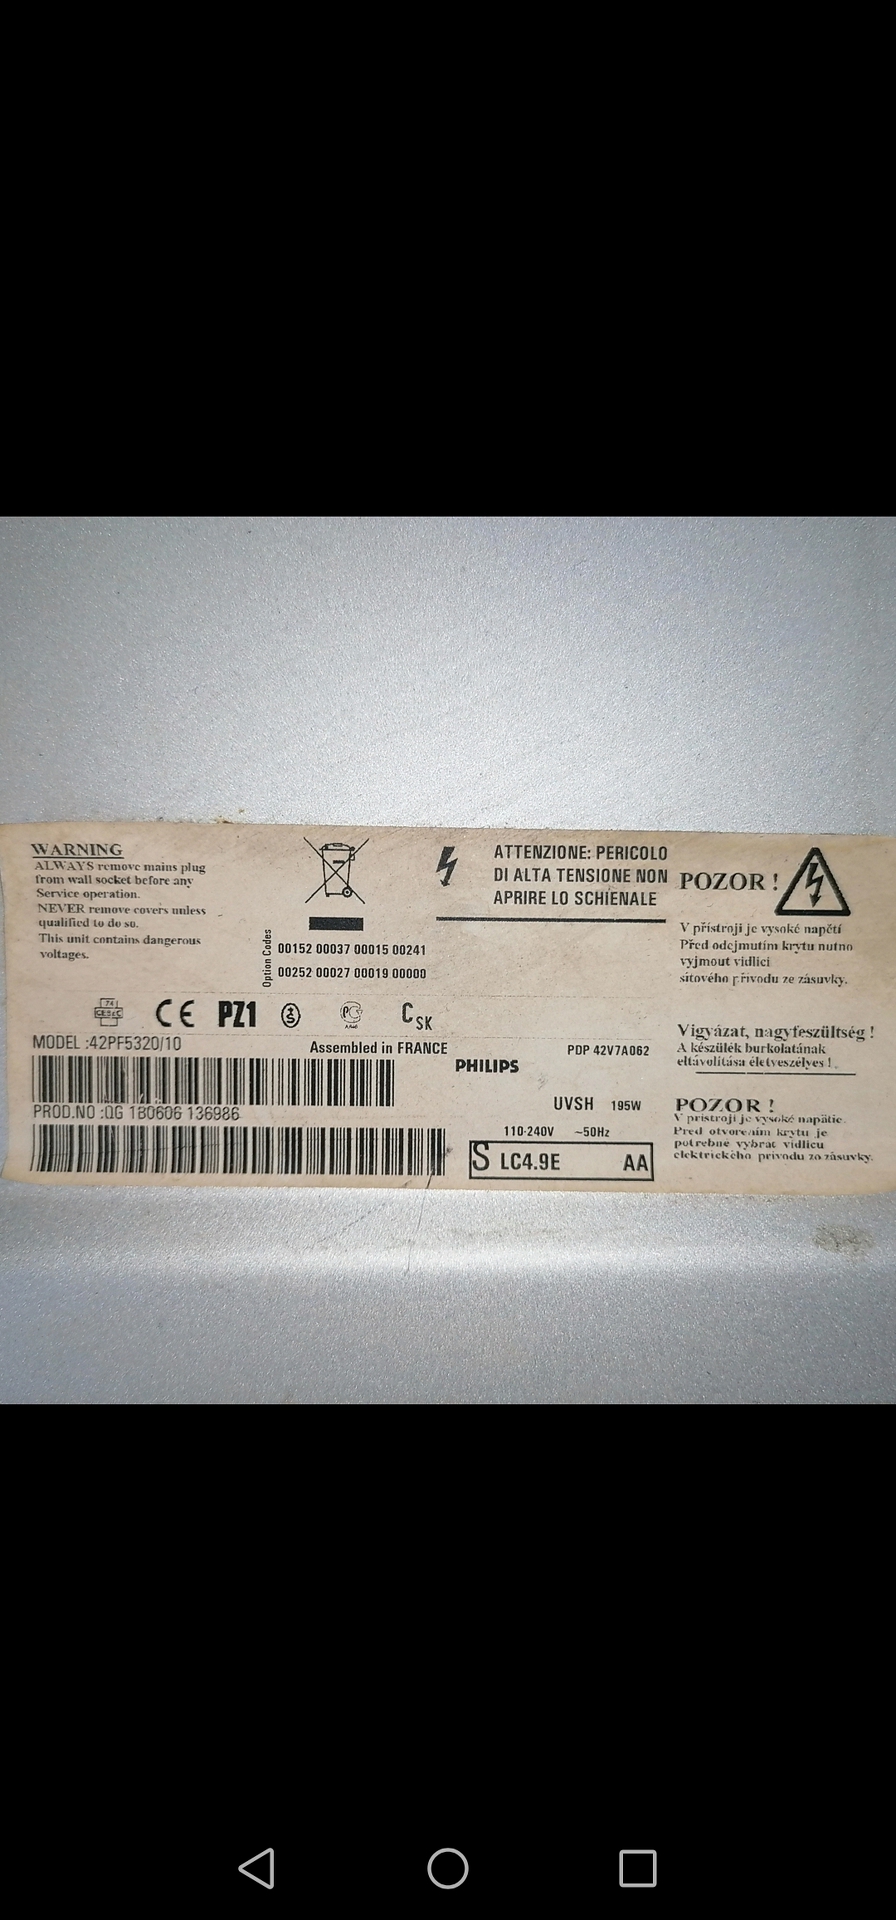 WARNING
ALWAYS remove mains plug
from wall socket before any
Service operation.
NEVER remove covers unless
qualified to do so.
This unit contains dangerous
voltages.
Option Codes
00152 00037 00015 00241
00252 00027 00019 00000
ATTENZIONE: PERICOLO
DI ALTA TENSIONE NON
APRIRE LO SCHIENALE
POZOR !
V přístroji je vysoké napětí
Před odejmutím krytu nutno
vyjmout vidlici
síťového přívodu ze zásuvky.
CE PZ1 S
C SK
MODEL :42PF5320/10
Assembled in FRANCE
PHILIPS
PDP 42V7A062
PROD.NO :QG 180606 136986
UVSH 195W
110-240V ~50Hz
S LC4.9E AA
Vigyázat, nagyfeszültség !
A készülék burkolatának
eltávolítása életveszélyes !
POZOR !
V prístroji je vysoké napätie.
Pred otvorením krytu je
potrebné vybrať vidlicu
elektrického prívodu zo zásuvky.